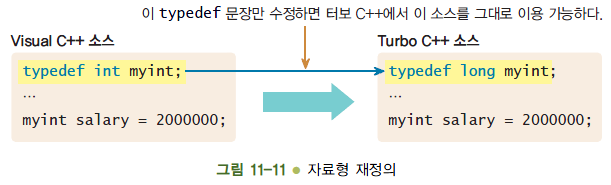 이 typedef 문장만 수정하면 터보 C++에서 이 소스를 그대로 이용 가능하다.
Visual C++ 소스
typedef int myint;
...
myint salary = 2000000;
Turbo C++ 소스
typedef long myint;
...
myint salary = 2000000;
그림 11-11 ● 자료형 재정의